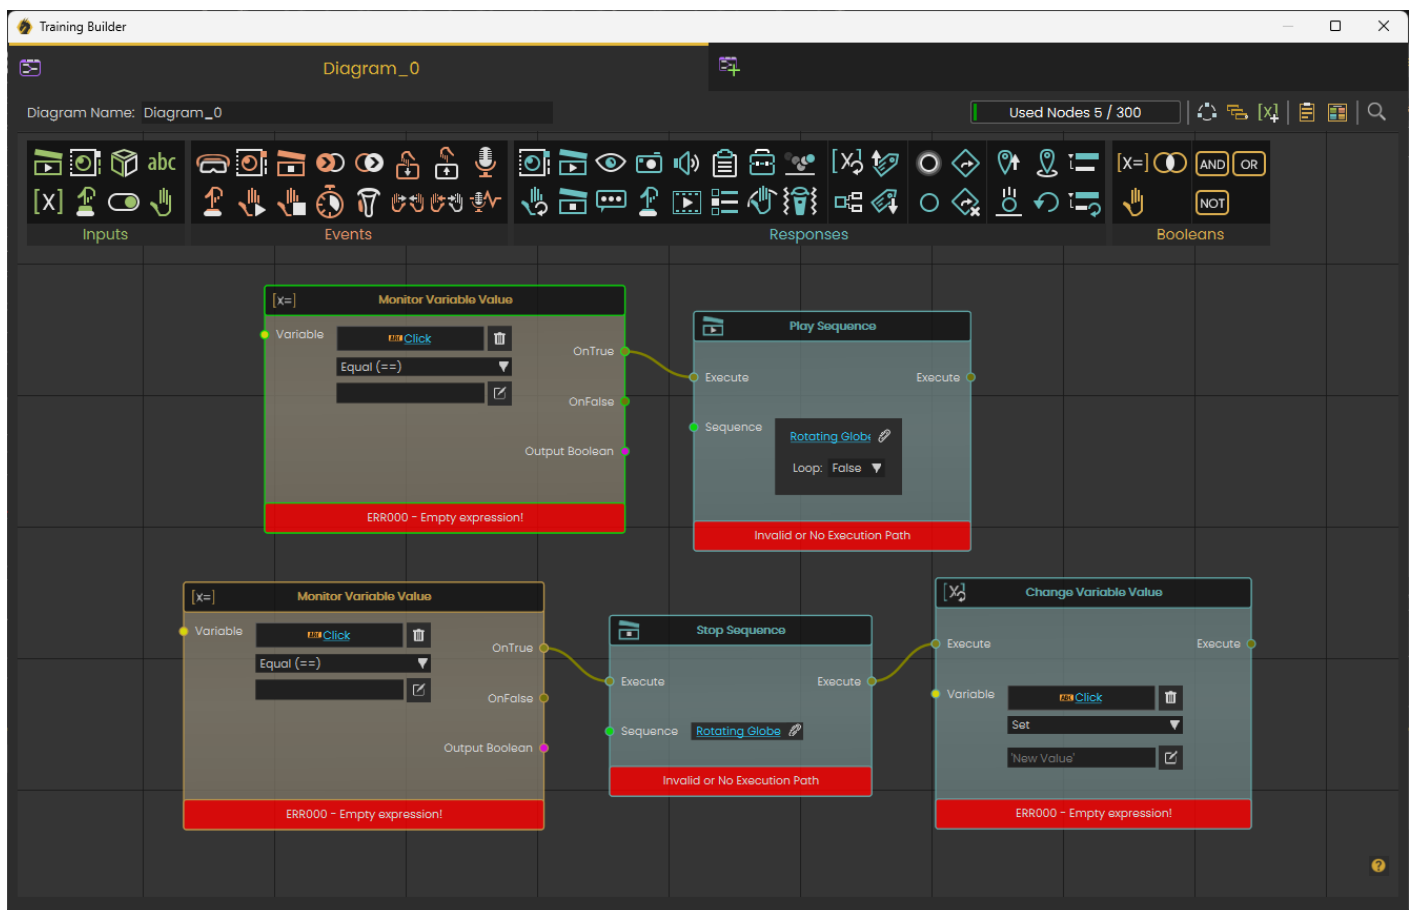 Training Builder
Diagram_0
Diagram Name: Diagram_0
Used Nodes 5 / 300
abc
[x=]
AND
OR
[x]
NOT
Inputs
Events
Responses
Booleans
[x=] Monitor Variable Value
Variable
ABC Click
Equal (==)
OnTrue
OnFalse
Output Boolean
ERR000 - Empty expression!
Play Sequence
Execute
Execute
Sequence
Rotating Globe
Loop: False
Invalid or No Execution Path
[x=] Monitor Variable Value
Variable
ABC Click
Equal (==)
OnTrue
OnFalse
Output Boolean
ERR000 - Empty expression!
Stop Sequence
Execute
Execute
Sequence
Rotating Globe
Invalid or No Execution Path
Change Variable Value
Execute
Execute
Variable
ABC Click
Set
'New Value'
ERR000 - Empty expression!
?